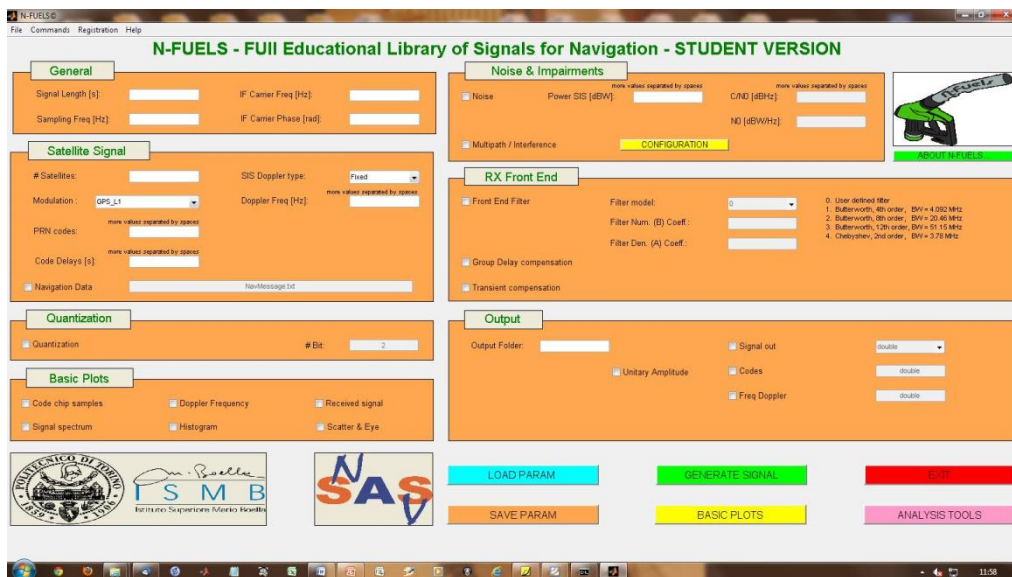 N-FUELS©
File Commands Registration Help
N-FUELS - FUll Educational Library of Signals for Navigation - STUDENT VERSION
General
Signal Length [s]:
IF Carrier Freq [Hz]:
Sampling Freq [Hz]:
IF Carrier Phase [rad]:
Satellite Signal
# Satellites:
SIS Doppler type:
Fixed
more values separated by spaces
Modulation :
GPS_L1
Doppler Freq [Hz]:
more values separated by spaces
PRN codes:
more values separated by spaces
Code Delays [s]:
Navigation Data
NavMessage.txt
Quantization
Quantization
# Bit:
2
Basic Plots
Code chip samples
Doppler Frequency
Received signal
Signal spectrum
Histogram
Scatter & Eye
Noise & Impairments
more values separated by spaces
more values separated by spaces
Noise
Power SIS [dBW]:
C/N0 [dBHz]:
N0 [dBW/Hz]:
Multipath / Interference
CONFIGURATION
nFuels
ABOUT N-FUELS...
RX Front End
Front End Filter
Filter model:
0
0. User defined filter
1. Butterworth, 4th order, BW = 4.092 MHz
2. Butterworth, 8th order, BW = 20.46 MHz
3. Butterworth, 12th order, BW = 51.15 MHz
4. Chebyshev, 2nd order, BW = 3.78 MHz
Filter Num. (B) Coeff.:
Filter Den. (A) Coeff.:
Group Delay compensation
Transient compensation
Output
Output Folder:
Signal out
double
Unitary Amplitude
Codes
double
Freq Doppler
double
POLITECNICO DI TORINO
1859 1906
M. Boella
ISMB
Istituto Superiore Mario Boella
NAV
SAS
LOAD PARAM
GENERATE SIGNAL
EXIT
SAVE PARAM
BASIC PLOTS
ANALYSIS TOOLS
11:58